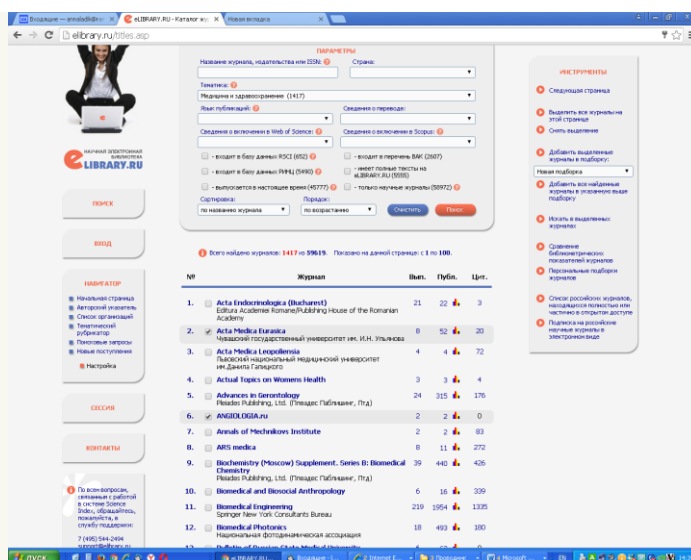 Входящие — annaladik@
eLIBRARY.RU - Каталог жур
Новая вкладка
elibrary.ru/titles.asp
НАУЧНАЯ ЭЛЕКТРОННАЯ
БИБЛИОТЕКА
LIBRARY.RU
ПОИСК
ВХОД
НАВИГАТОР
Начальная страница
Авторский указатель
Список организаций
Тематический
рубрикатор
Поисковые запросы
Новые поступления
Настройка
СЕССИЯ
КОНТАКТЫ
По всем вопросам,
связанным с работой
в системе Science
Index, обращайтесь,
пожалуйста, в
службу поддержки:
7 (495) 544-2494
support@elibrary.ru
ПАРАМЕТРЫ
Название журнала, издательства или ISSN:
Страна:
Тематика:
Медицина и здравоохранение (1417)
Язык публикаций:
Сведения о переводе:
Сведения о включении в Web of Science:
Сведения о включении в Scopus:
- входит в базу данных RSCI (652)
- входит в перечень ВАК (2687)
- входит в базу данных РИНЦ (5490)
- имеет полные тексты на
eLIBRARY.RU (5555)
- выпускается в настоящее время (45777)
- только научные журналы (58972)
Сортировка:
Порядок:
по названию журнала
по возрастанию
Очистить
Поиск
Всего найдено журналов: 1417 из 59619. Показано на данной странице: с 1 по 100.
№ Журнал Вып. Публ. Цит.
1. Acta Endocrinologica (Bucharest) 21 22 3
Editura Academiei Romane/Publishing House of the Romanian
Academy
2. Acta Medica Eurasica 8 52 20
Чувашский государственный университет им. И.Н. Ульянова
3. Acta Medica Leopoliensia 4 4 72
Львовский национальный медицинский университет
им.Данила Галицкого
4. Actual Topics on Womens Health 3 3 4
5. Advances in Gerontology 24 315 176
Pleiades Publishing, Ltd. (Плеадес Паблишинг, Лтд)
6. ANGIOLOGIA.ru 2 2 0
7. Annals of Mechnikovs Institute 2 2 83
8. ARS medica 8 11 272
9. Biochemistry (Moscow) Supplement. Series B: Biomedical 39 440 426
Chemistry
Pleiades Publishing, Ltd. (Плеадес Паблишинг, Лтд)
10. Biomedical and Biosocial Anthropology 6 16 339
11. Biomedical Engineering 219 1954 1335
Springer New York Consultants Bureau
12. Biomedical Photonics 18 493 180
Национальная фотодинамическая ассоциация
ИНСТРУМЕНТЫ
Следующая страница
Выделить все журналы на
этой странице
Снять выделение
Добавить выделенные
журналы в подборку:
Новая подборка
Добавить все найденные
журналы в указанную выше
подборку
Искать в выделенных
журналах
Сравнение
библиометрических
показателей журналов
Персональные подборки
журналов
Список российских журналов,
находящихся полностью или
частично в открытом доступе
Подписка на российские
научные журналы в
электронном виде
пуск
eLIBRARY.RU
Входящие
2 Internet E...
3 Проводник
4 Microsoft